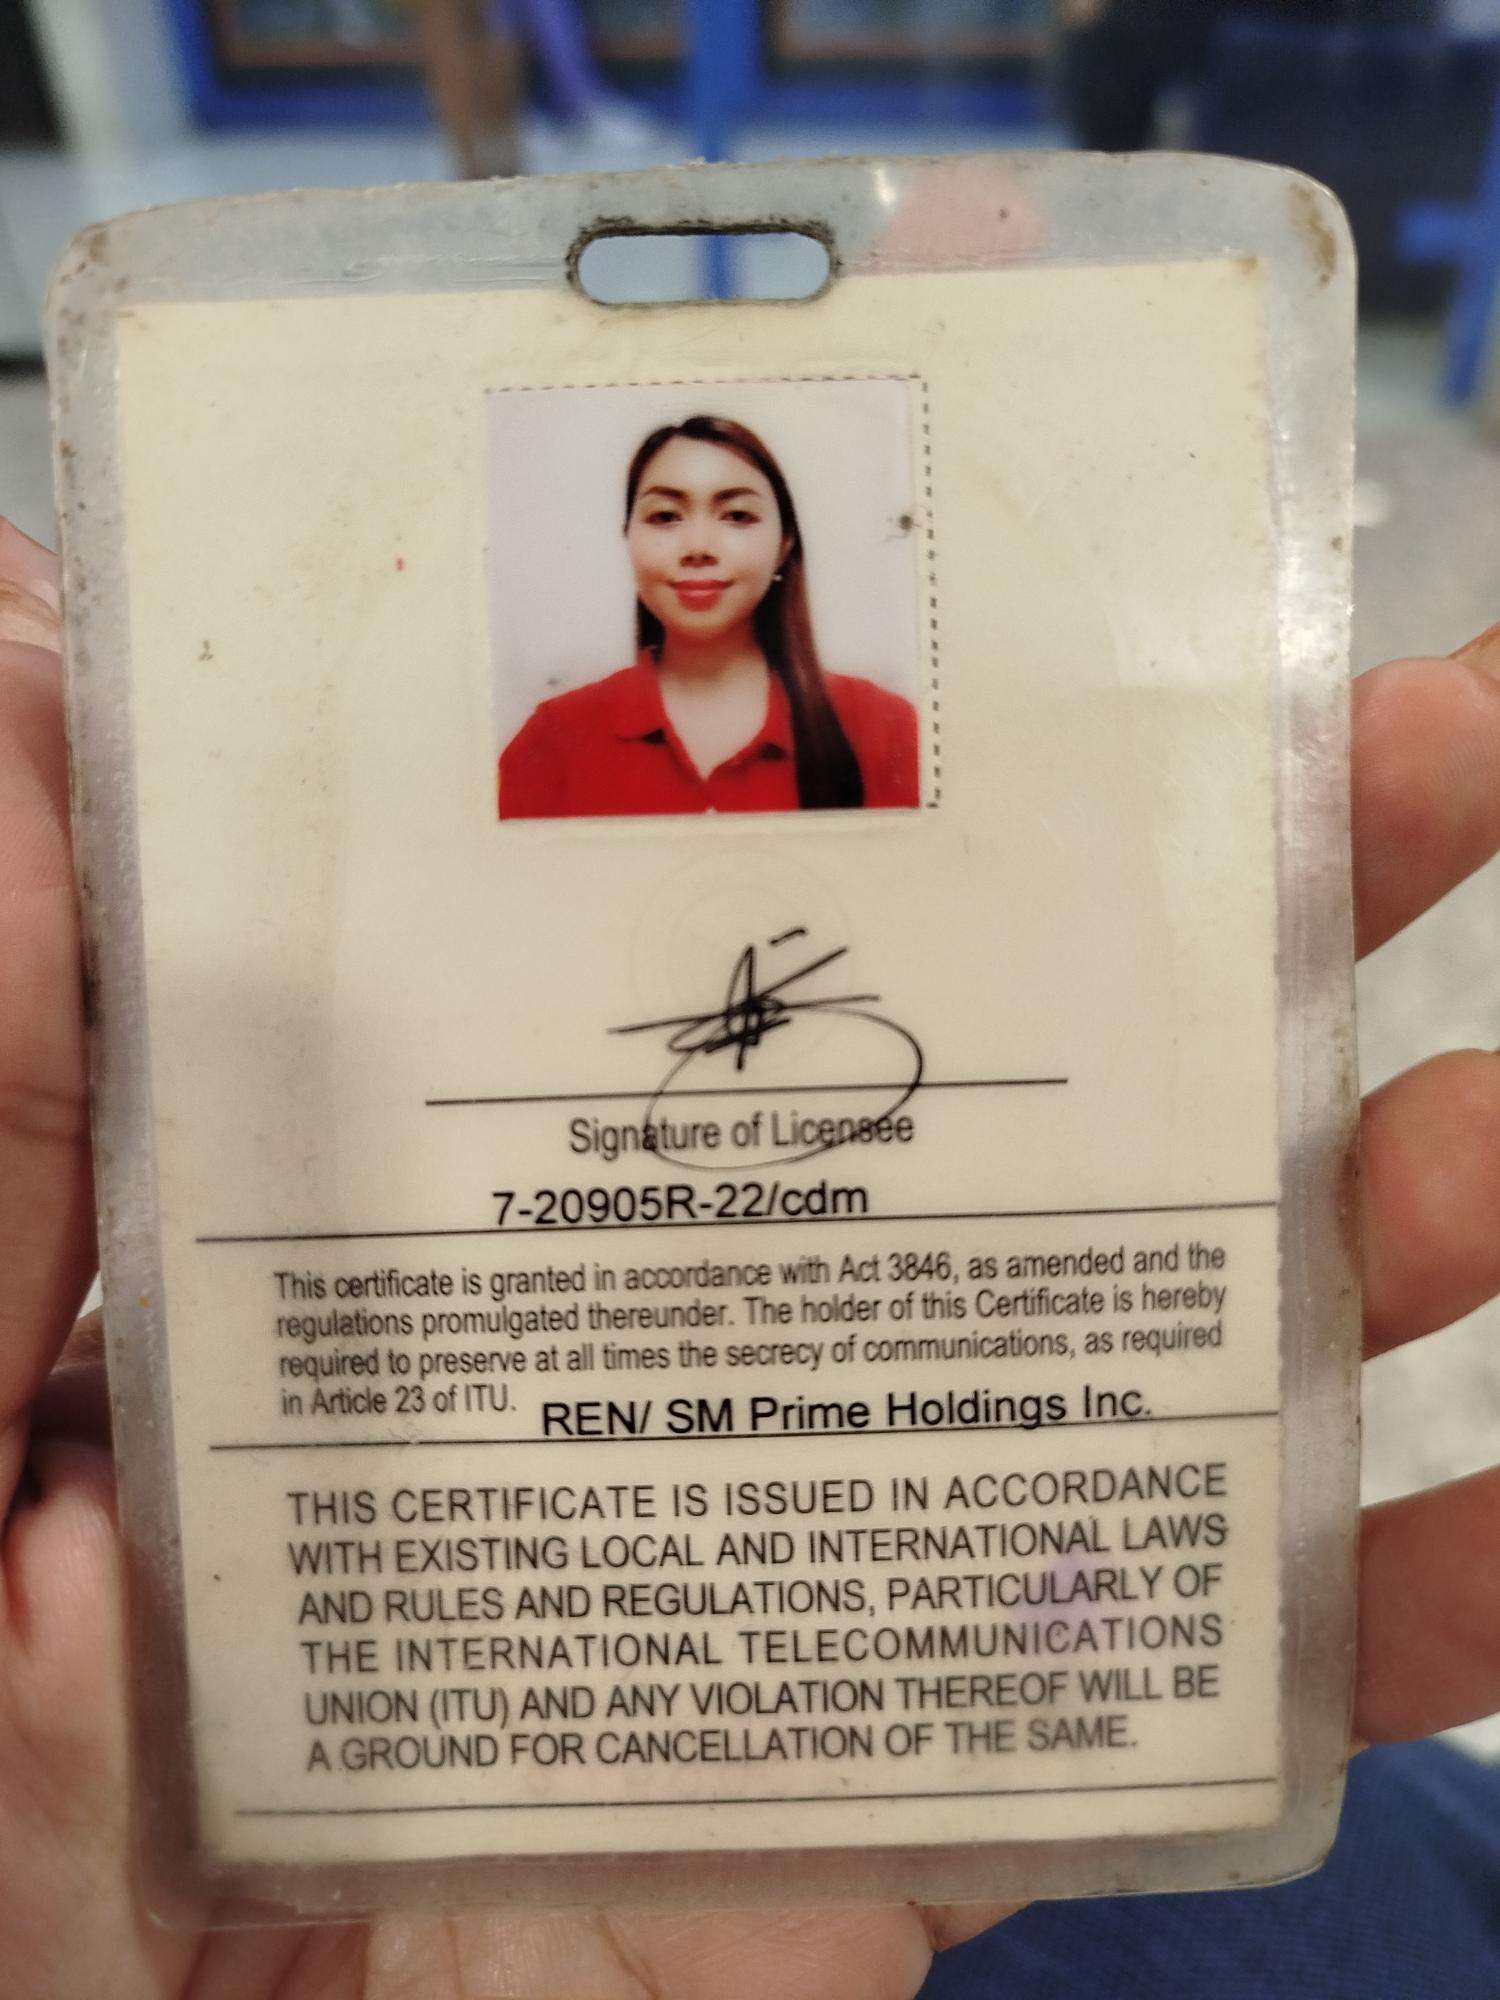 Signature of Licensee
7-20905R-22/cdm
This certificate is granted in accordance with Act 3846, as amended and the
regulations promulgated thereunder. The holder of this Certificate is hereby
required to preserve at all times the secrecy of communications, as required
in Article 23 of ITU.
REN/ SM Prime Holdings Inc.
THIS CERTIFICATE IS ISSUED IN ACCORDANCE
WITH EXISTING LOCAL AND INTERNATIONAL LAWS
AND RULES AND REGULATIONS, PARTICULARLY OF
THE INTERNATIONAL TELECOMMUNICATIONS
UNION (ITU) AND ANY VIOLATION THEREOF WILL BE
A GROUND FOR CANCELLATION OF THE SAME.